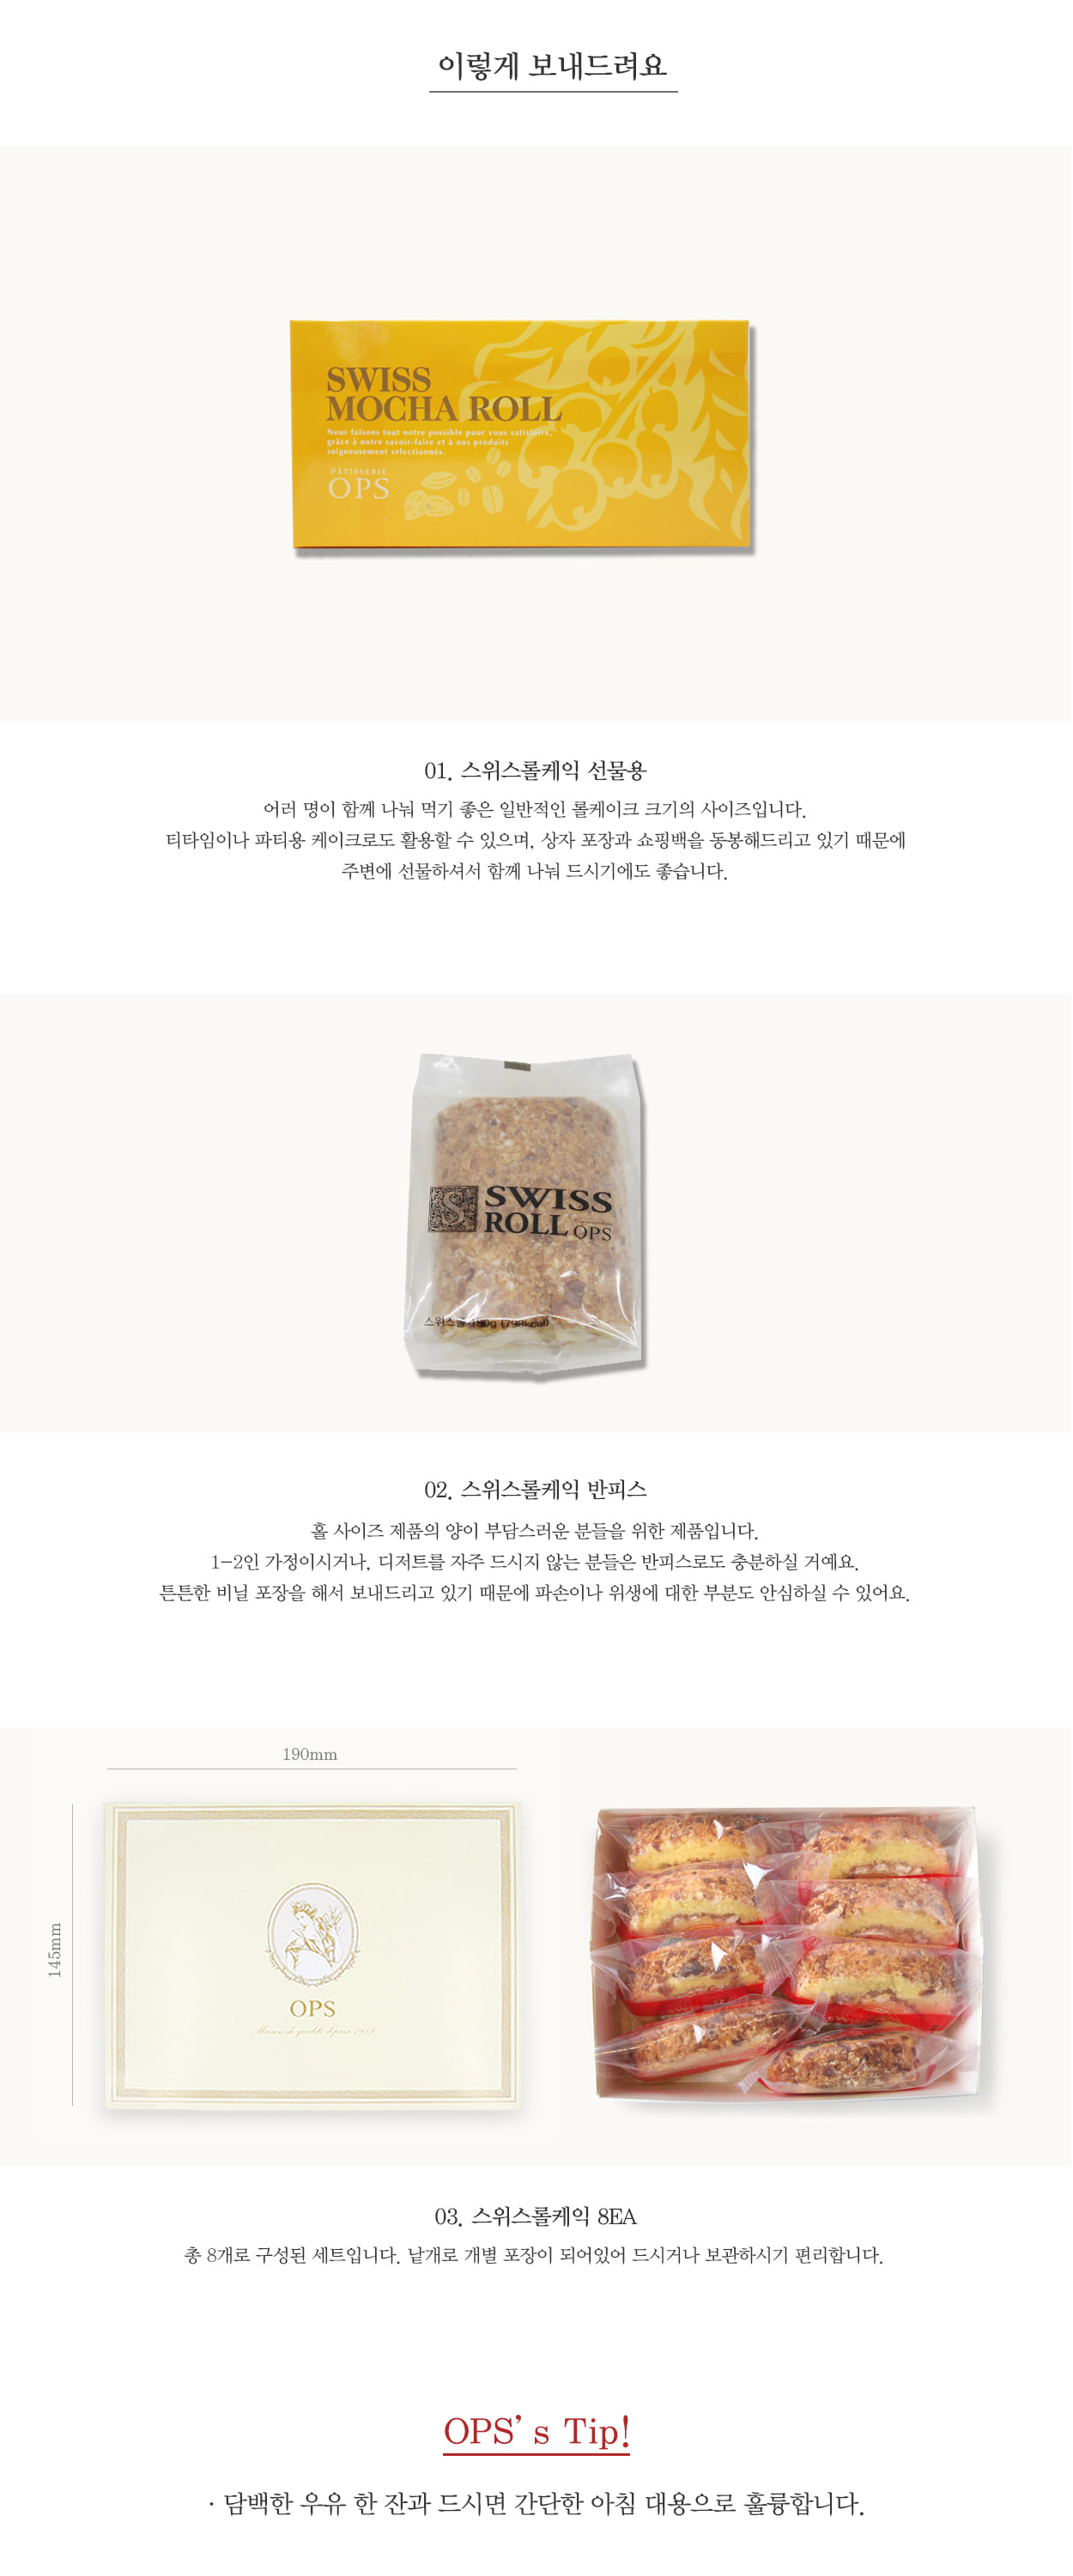 이렇게 보내드려요
SWISS
MOCHA ROLL
Nous faisons tout notre possible pour vous satisfaire,
grâce à notre savoir-faire et à nos produits
soigneusement selectionnés.
PÂTISSERIE
OPS
01. 스위스롤케익 선물용
여러 명이 함께 나눠 먹기 좋은 일반적인 롤케이크 크기의 사이즈입니다.
티타임이나 파티용 케이크로도 활용할 수 있으며, 상자 포장과 쇼핑백을 동봉해드리고 있기 때문에
주변에 선물하셔서 함께 나눠 드시기에도 좋습니다.
S SWISS
ROLL OPS
스위스롤
02. 스위스롤케익 반피스
홀 사이즈 제품의 양이 부담스러운 분들을 위한 제품입니다.
1-2인 가정이시거나, 디저트를 자주 드시지 않는 분들은 반피스로도 충분하실 거예요.
튼튼한 비닐 포장을 해서 보내드리고 있기 때문에 파손이나 위생에 대한 부분도 안심하실 수 있어요.
190mm
145mm
OPS
Maison de qualité depuis 1989
03. 스위스롤케익 8EA
총 8개로 구성된 세트입니다. 낱개로 개별 포장이 되어있어 드시거나 보관하시기 편리합니다.
OPS’s Tip!
· 담백한 우유 한 잔과 드시면 간단한 아침 대용으로 훌륭합니다.